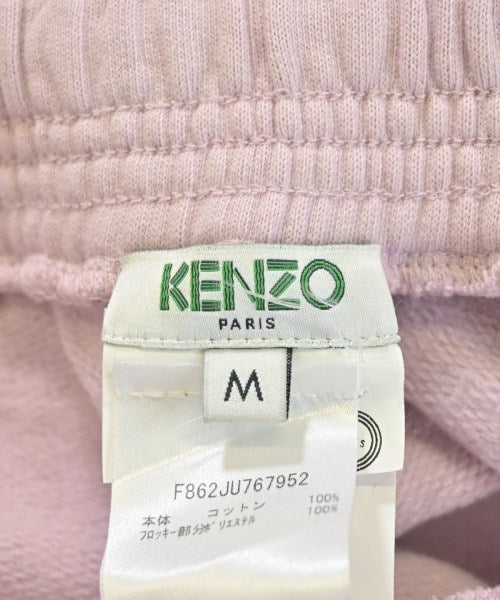 KENZO
PARIS
M
F862JU767952
本体 コットン 100%
フロッキー部分ポリエステル 100%